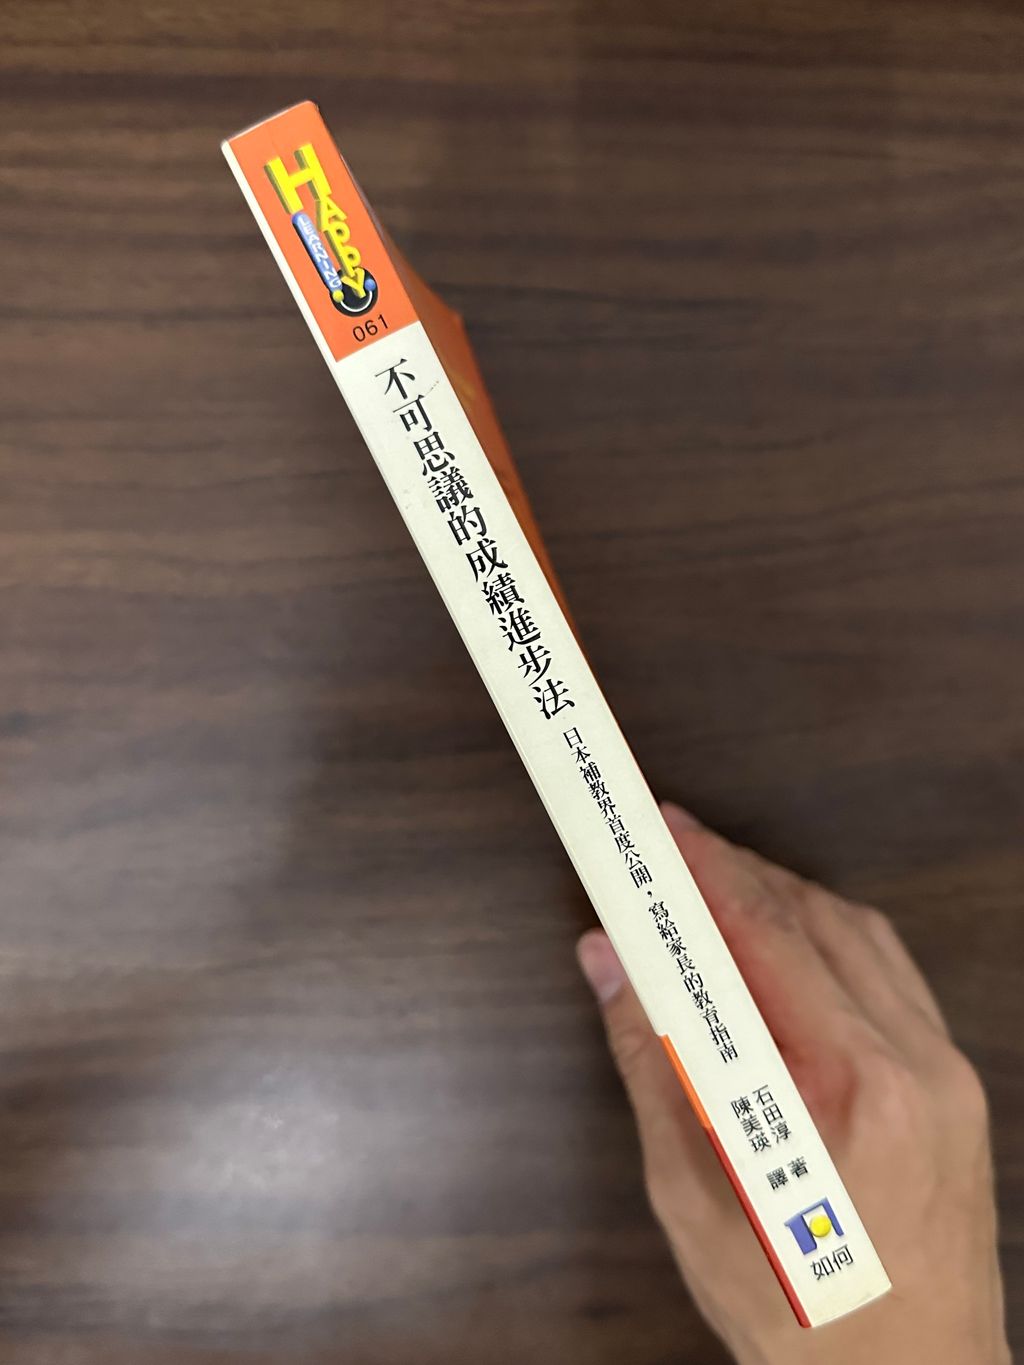 HAPPY
LEARNING
061
不可思議的成績進步法
日本補教界首度公開，寫給家長的教育指南
石田淳 著
陳美瑛 譯
如何